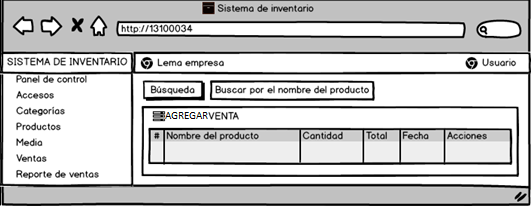 Sistema de inventario
http://13100034
SISTEMA DE INVENTARIO
Lema empresa
Usuario
Panel de control
Accesos
Categorías
Productos
Media
Ventas
Reporte de ventas
Búsqueda
Buscar por el nombre del producto
AGREGARVENTA
# Nombre del producto Cantidad Total Fecha Acciones